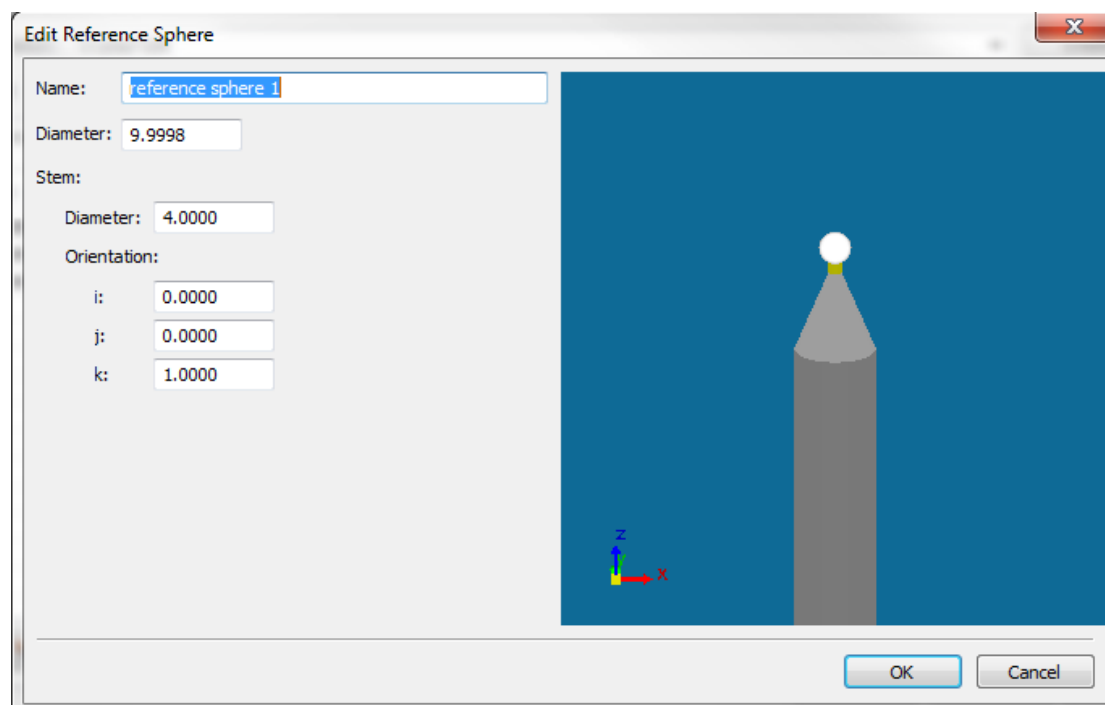 Edit Reference Sphere
X
Name: reference sphere 1
Diameter: 9.9998
Stem:
Diameter: 4.0000
Orientation:
i: 0.0000
j: 0.0000
k: 1.0000
Z
Y
X
OK Cancel